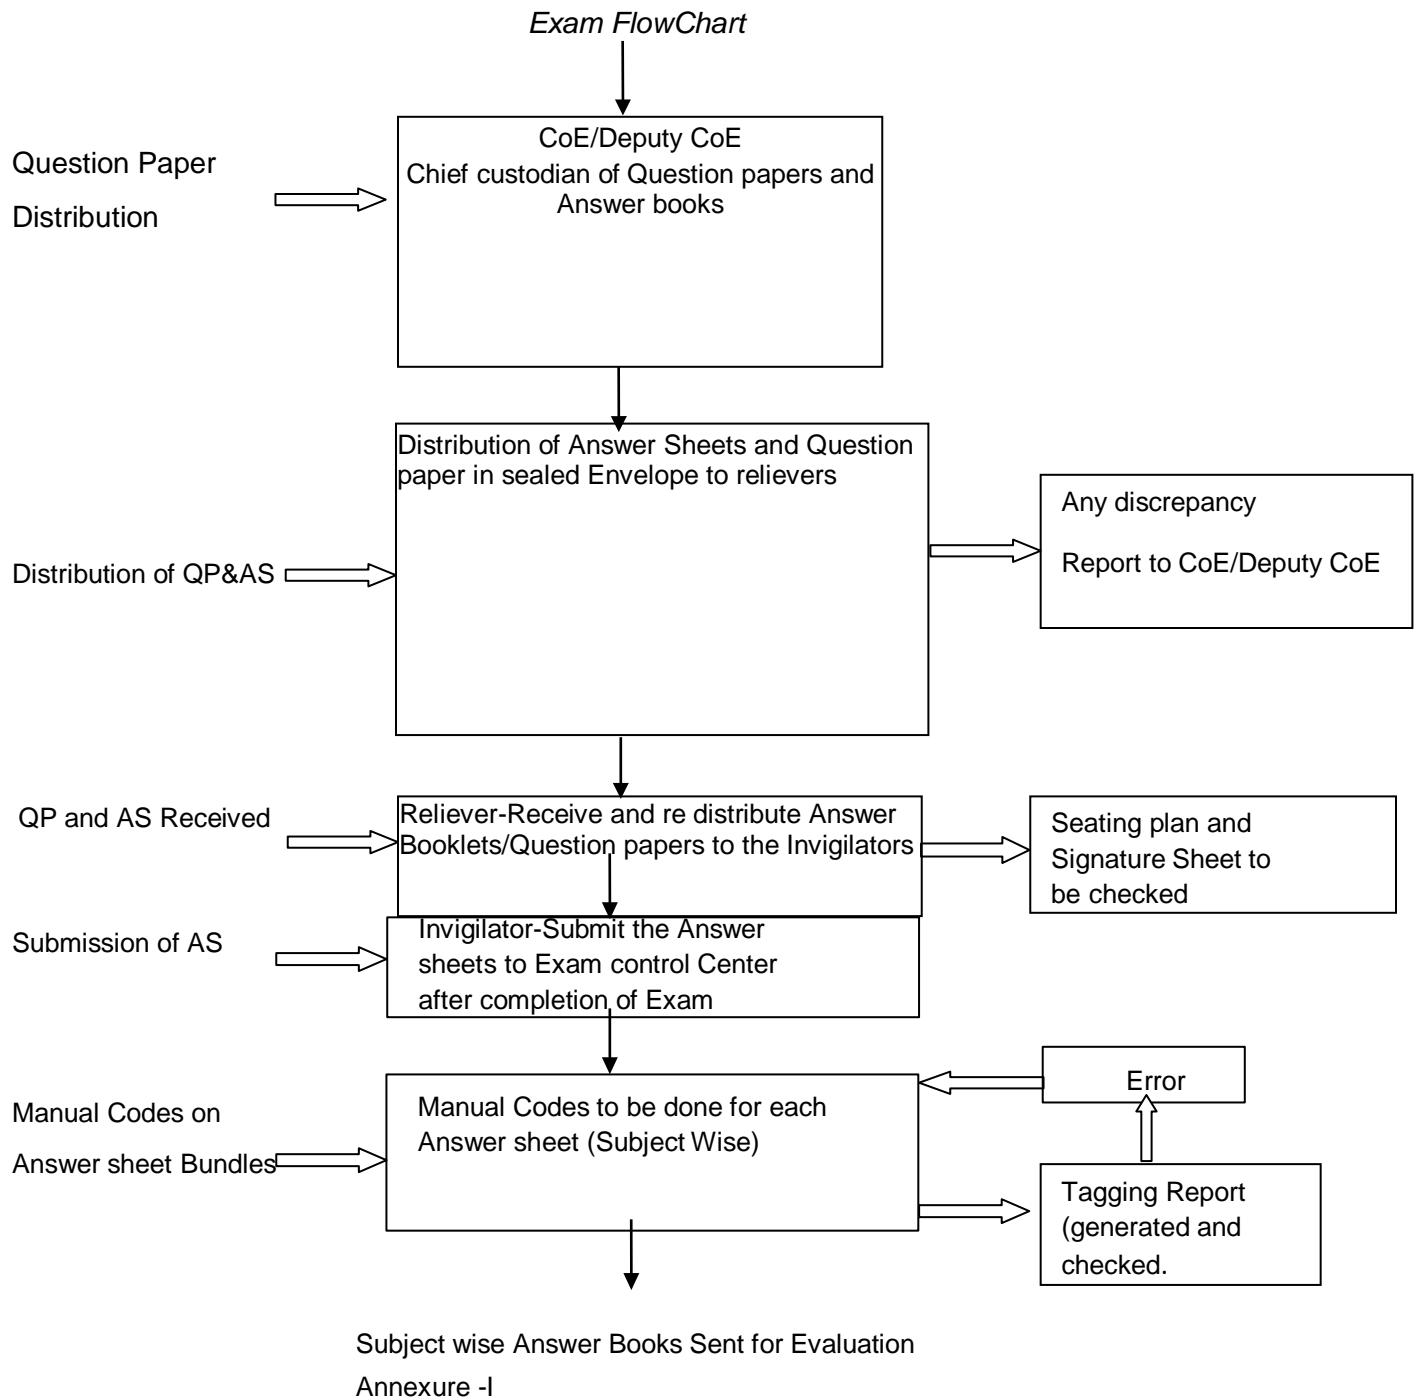 Exam FlowChart
Question Paper
Distribution
CoE/Deputy CoE
Chief custodian of Question papers and
Answer books
Distribution of QP&AS
Distribution of Answer Sheets and Question
paper in sealed Envelope to relievers
Any discrepancy
Report to CoE/Deputy CoE
QP and AS Received
Reliever-Receive and re distribute Answer
Booklets/Question papers to the Invigilators
Seating plan and
Signature Sheet to
be checked
Submission of AS
Invigilator-Submit the Answer
sheets to Exam control Center
after completion of Exam
Manual Codes on
Answer sheet Bundles
Manual Codes to be done for each
Answer sheet (Subject Wise)
Error
Tagging Report
(generated and
checked.
Subject wise Answer Books Sent for Evaluation
Annexure -I